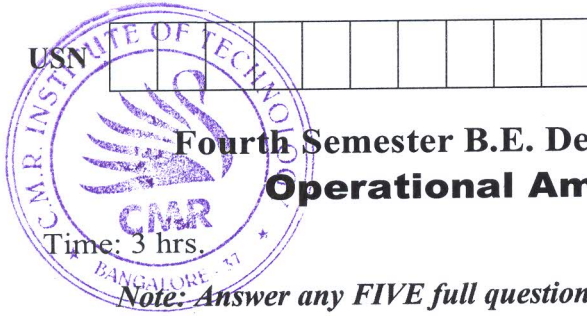 USN
C.M.R. INSTITUTE OF TECHNOLOGY
Fourth Semester B.E. De
Operational Am
CMR
Time: 3 hrs.
BANGALORE - 37
Note: Answer any FIVE full question